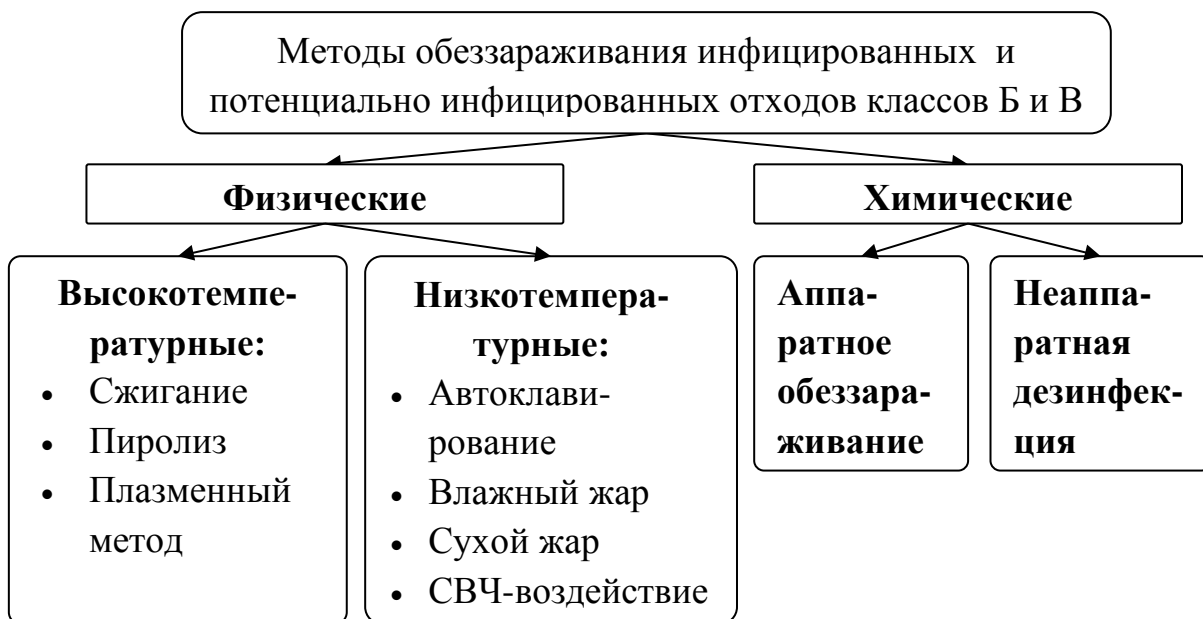 Методы обеззараживания инфицированных и
потенциально инфицированных отходов классов Б и В
Физические
Химические
Высокотемпе-
ратурные:
• Сжигание
• Пиролиз
• Плазменный
метод
Низкотемпера-
турные:
• Автоклави-
рование
• Влажный жар
• Сухой жар
• СВЧ-воздействие
Аппа-
ратное
обеззара-
живание
Неаппа-
ратная
дезинфек-
ция